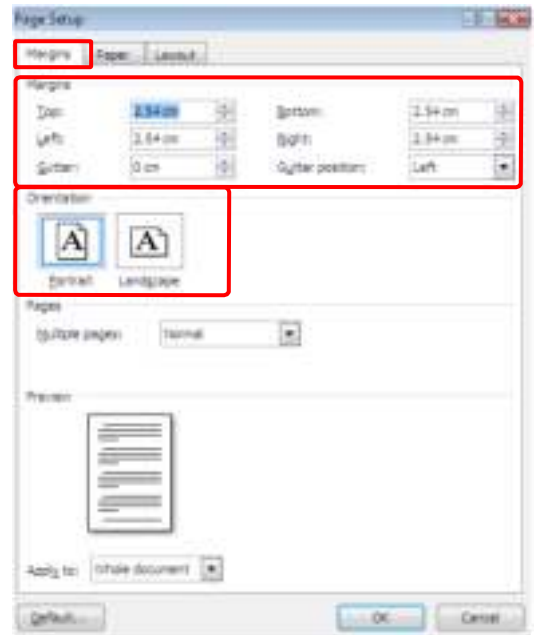 Page Setup
Margins Paper Layout
Margins
Top: 2.54 cm Bottom: 2.54 cm
Left: 2.54 cm Right: 2.54 cm
Gutter: 0 cm Gutter position: Left
Orientation
A A
Portrait Landscape
Pages
Multiple pages: Normal
Preview
Apply to: Whole document
Default... OK Cancel